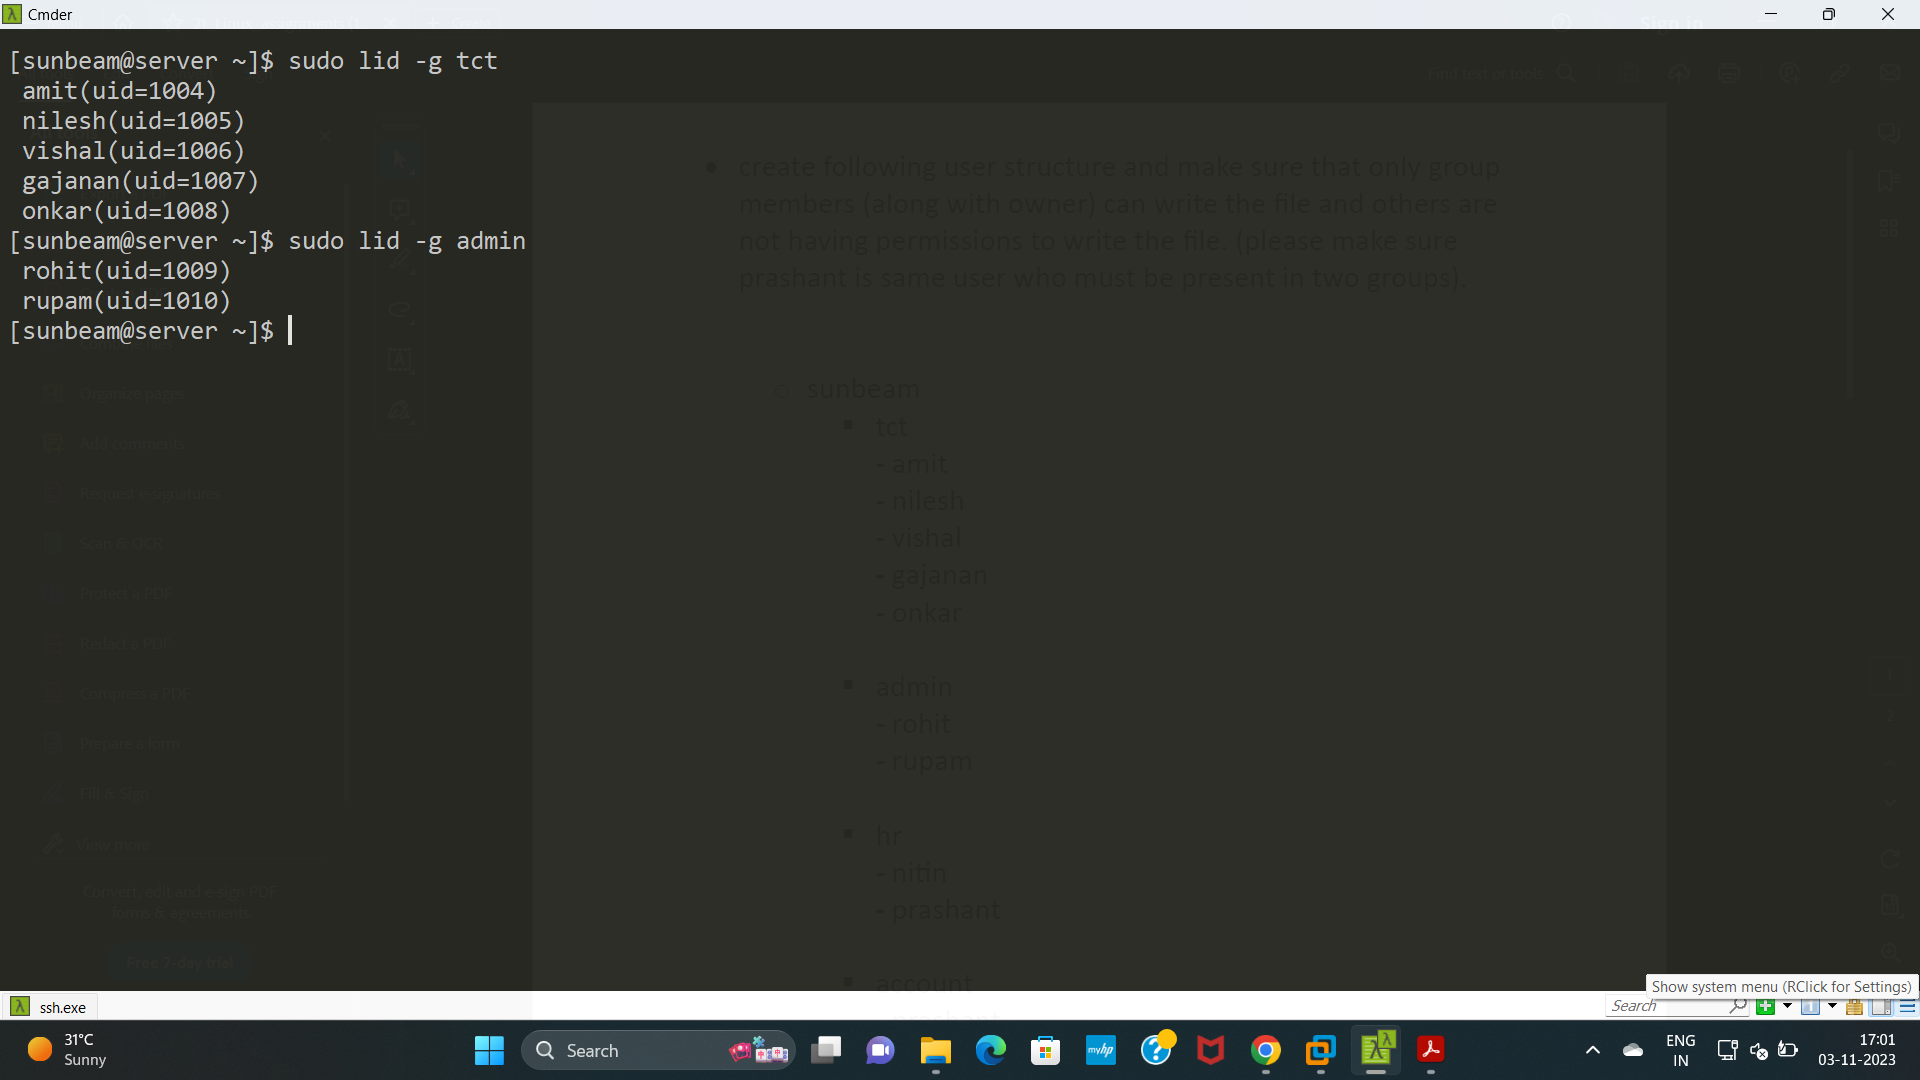 Cmder
[sunbeam@server ~]$ sudo lid -g tct
amit(uid=1004)
nilesh(uid=1005)
vishal(uid=1006)
gajanan(uid=1007)
onkar(uid=1008)
[sunbeam@server ~]$ sudo lid -g admin
rohit(uid=1009)
rupam(uid=1010)
[sunbeam@server ~]$
Sign in
Find text or tools
• create following user structure and make sure that only group
members (along with owner) can write the file and others are
not having permissions to write the file. (please make sure
prashant is same user who must be present in two groups).
○ sunbeam
▪ tct
- amit
- nilesh
- vishal
- gajanan
- onkar
▪ admin
- rohit
- rupam
▪ hr
- nitin
- prashant
▪ account
- prashant
Organize pages
Add comments
Request e-signatures
Scan & OCR
Protect a PDF
Redact a PDF
Compress a PDF
Prepare a form
Fill & Sign
View more
Convert, edit and e-sign PDF
forms & agreements
Free 7-day trial
1
2
Show system menu (RClick for Settings)
ssh.exe
Search
31°C
Sunny
Search
myhp
ENG
IN
17:01
03-11-2023